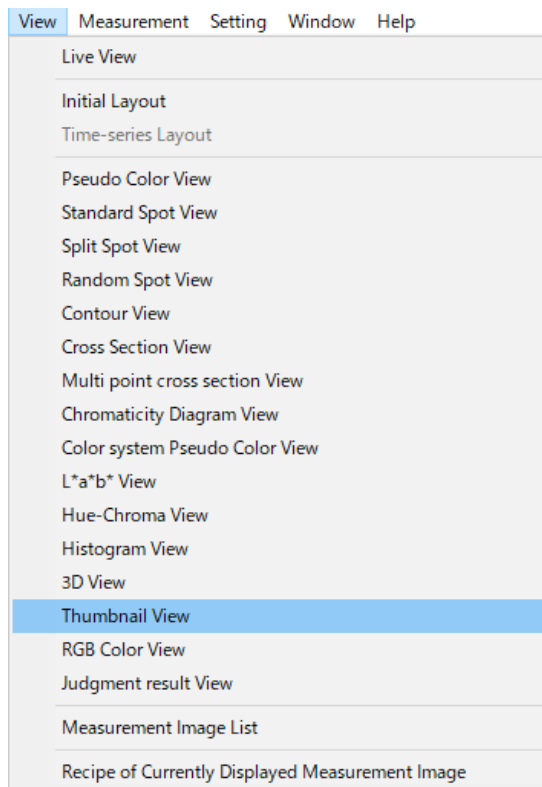 View Measurement Setting Window Help
Live View
Initial Layout
Time-series Layout
Pseudo Color View
Standard Spot View
Split Spot View
Random Spot View
Contour View
Cross Section View
Multi point cross section View
Chromaticity Diagram View
Color system Pseudo Color View
L*a*b* View
Hue-Chroma View
Histogram View
3D View
Thumbnail View
RGB Color View
Judgment result View
Measurement Image List
Recipe of Currently Displayed Measurement Image